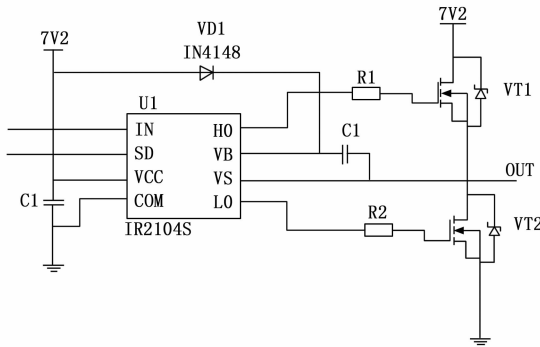 7V2
VD1
IN4148
7V2
U1
R1
VT1
IN
HO
C1
SD
VB
VCC
VS
OUT
C1
COM
LO
R2
VT2
IR2104S